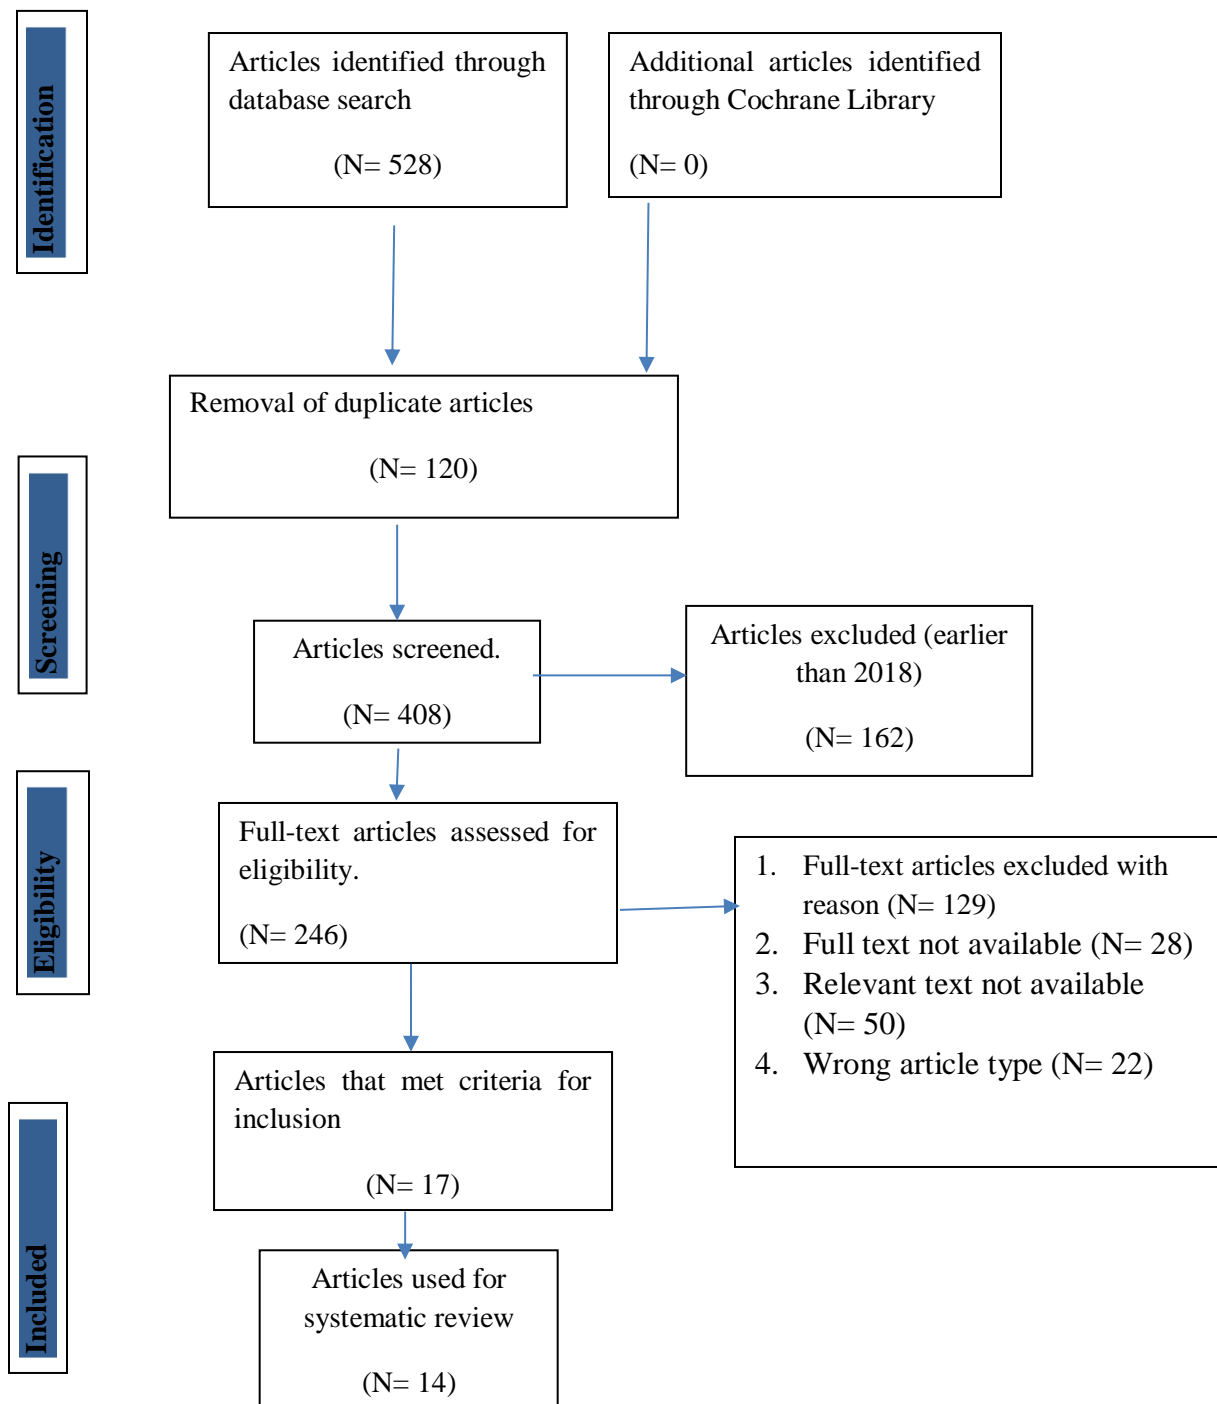 Identification
Articles identified through
database search
(N= 528)
Additional articles identified
through Cochrane Library
(N= 0)
Removal of duplicate articles
(N= 120)
Screening
Articles screened.
(N= 408)
Articles excluded (earlier
than 2018)
(N= 162)
Eligibility
Full-text articles assessed for
eligibility.
(N= 246)
1. Full-text articles excluded with
reason (N= 129)
2. Full text not available (N= 28)
3. Relevant text not available
(N= 50)
4. Wrong article type (N= 22)
Articles that met criteria for
inclusion
(N= 17)
Included
Articles used for
systematic review
(N= 14)